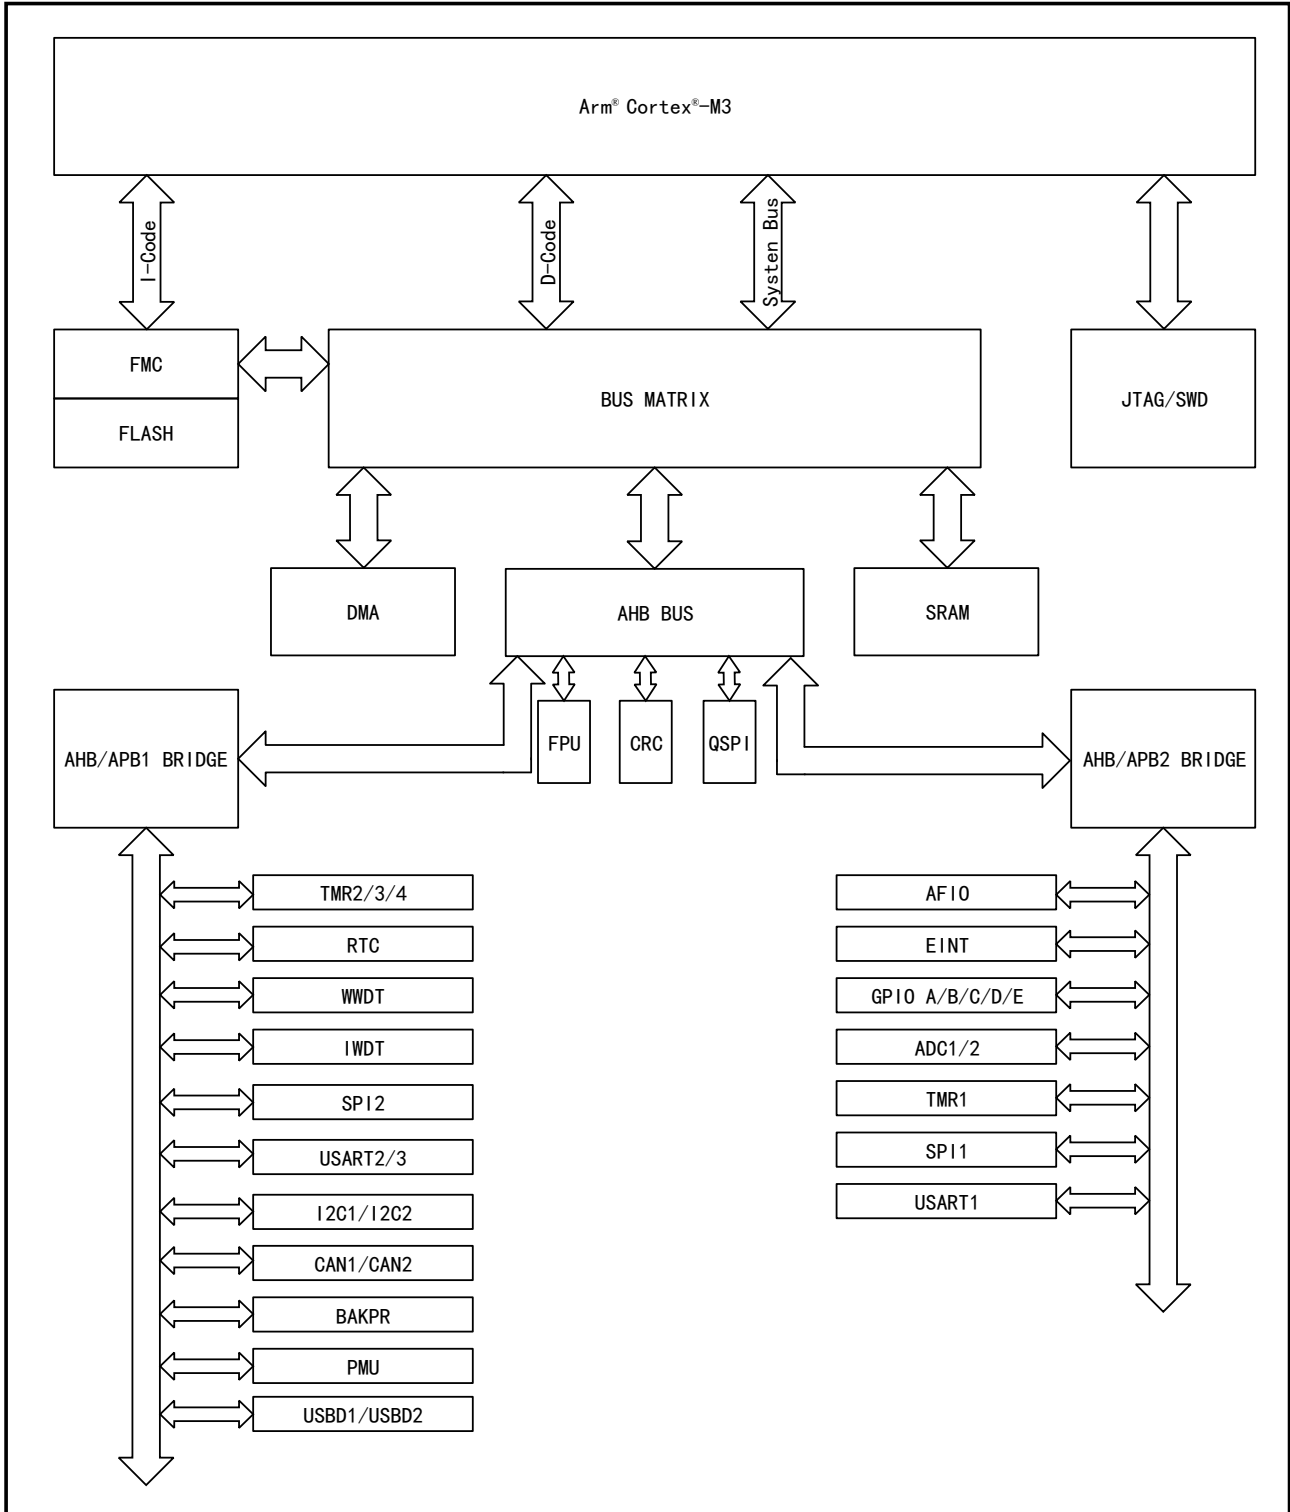 Arm® Cortex®-M3
I-Code
D-Code
Systen Bus
FMC
FLASH
BUS MATRIX
JTAG/SWD
DMA
AHB BUS
SRAM
AHB/APB1 BRIDGE
FPU
CRC
QSPI
AHB/APB2 BRIDGE
TMR2/3/4
RTC
WWDT
IWDT
SPI2
USART2/3
I2C1/I2C2
CAN1/CAN2
BAKPR
PMU
USBD1/USBD2
AFIO
EINT
GPIO A/B/C/D/E
ADC1/2
TMR1
SPI1
USART1